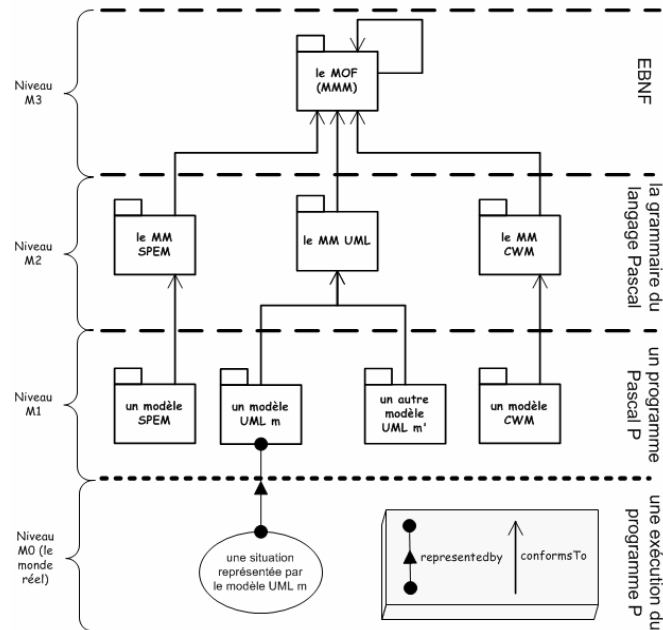 Niveau
M3
le MOF
(MMM)
EBNF
Niveau
M2
le MM
SPEM
le MM UML
le MM
CWM
la grammaire du
langage Pascal
Niveau
M1
un modèle
SPEM
un modèle
UML m
un autre
modèle
UML m'
un modèle
CWM
un programme
Pascal P
Niveau
M0 (le
monde
réel)
une situation
représentée par
le modèle UML m
representedby
conformsTo
une exécution du
programme P